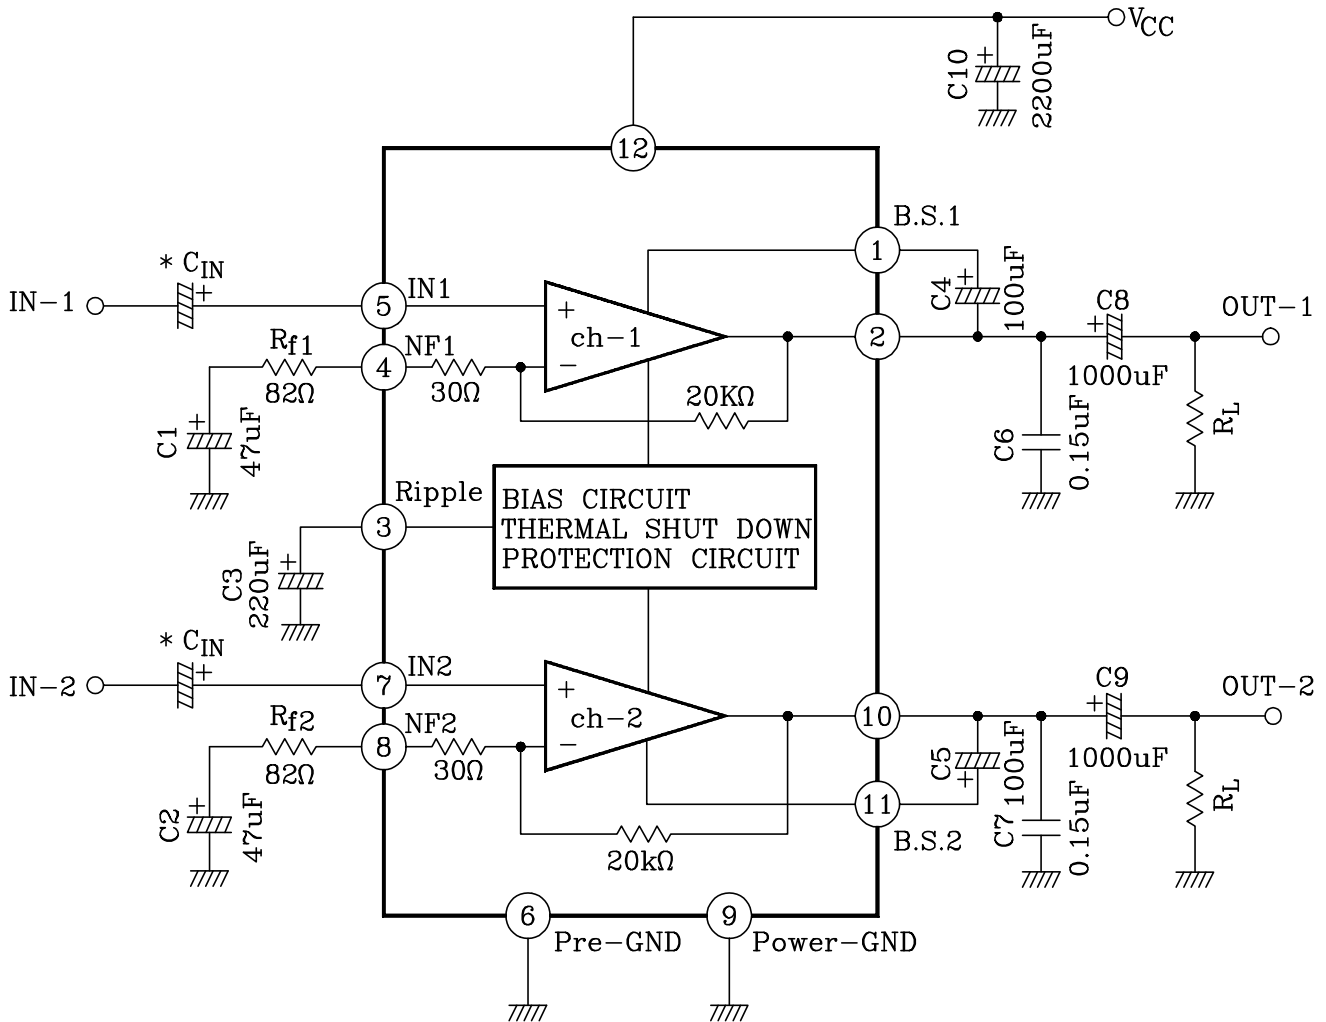 VCC
C10
2200uF
12
B.S.1
1
* CIN
IN-1
5
IN1
ch-1
+
−
C4
100uF
C8
1000uF
OUT-1
2
Rf1
82Ω
4
NF1
30Ω
20KΩ
C1
47uF
C6
0.15uF
RL
Ripple
3
C3
220uF
BIAS CIRCUIT
THERMAL SHUT DOWN
PROTECTION CIRCUIT
* CIN
IN-2
7
IN2
ch-2
+
−
10
C9
1000uF
OUT-2
Rf2
82Ω
8
NF2
30Ω
20kΩ
C2
47uF
C5
100uF
11
B.S.2
C7
0.15uF
RL
6
Pre-GND
9
Power-GND